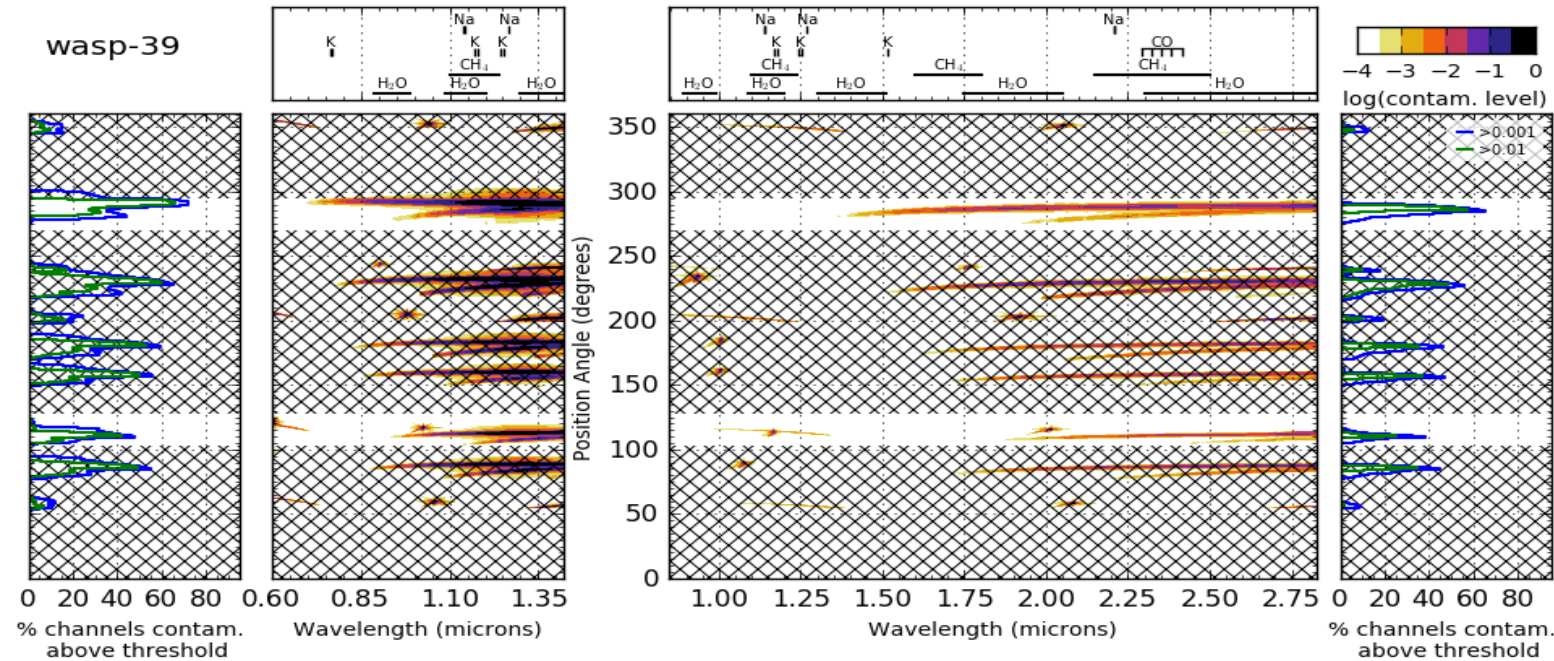 wasp-39
Na Na
K K K
CH₄
H₂O H₂O H₂O
Na Na Na
K K K CO
CH₄ CH₄ CH₄
H₂O H₂O H₂O H₂O H₂O
−4 −3 −2 −1 0
log(contam. level)
>0.001
>0.01
350
300
250
200
150
100
50
0
Position Angle (degrees)
0 20 40 60 80
% channels contam.
above threshold
0.60 0.85 1.10 1.35
Wavelength (microns)
1.00 1.25 1.50 1.75 2.00 2.25 2.50 2.75
Wavelength (microns)
0 20 40 60 80
% channels contam.
above threshold